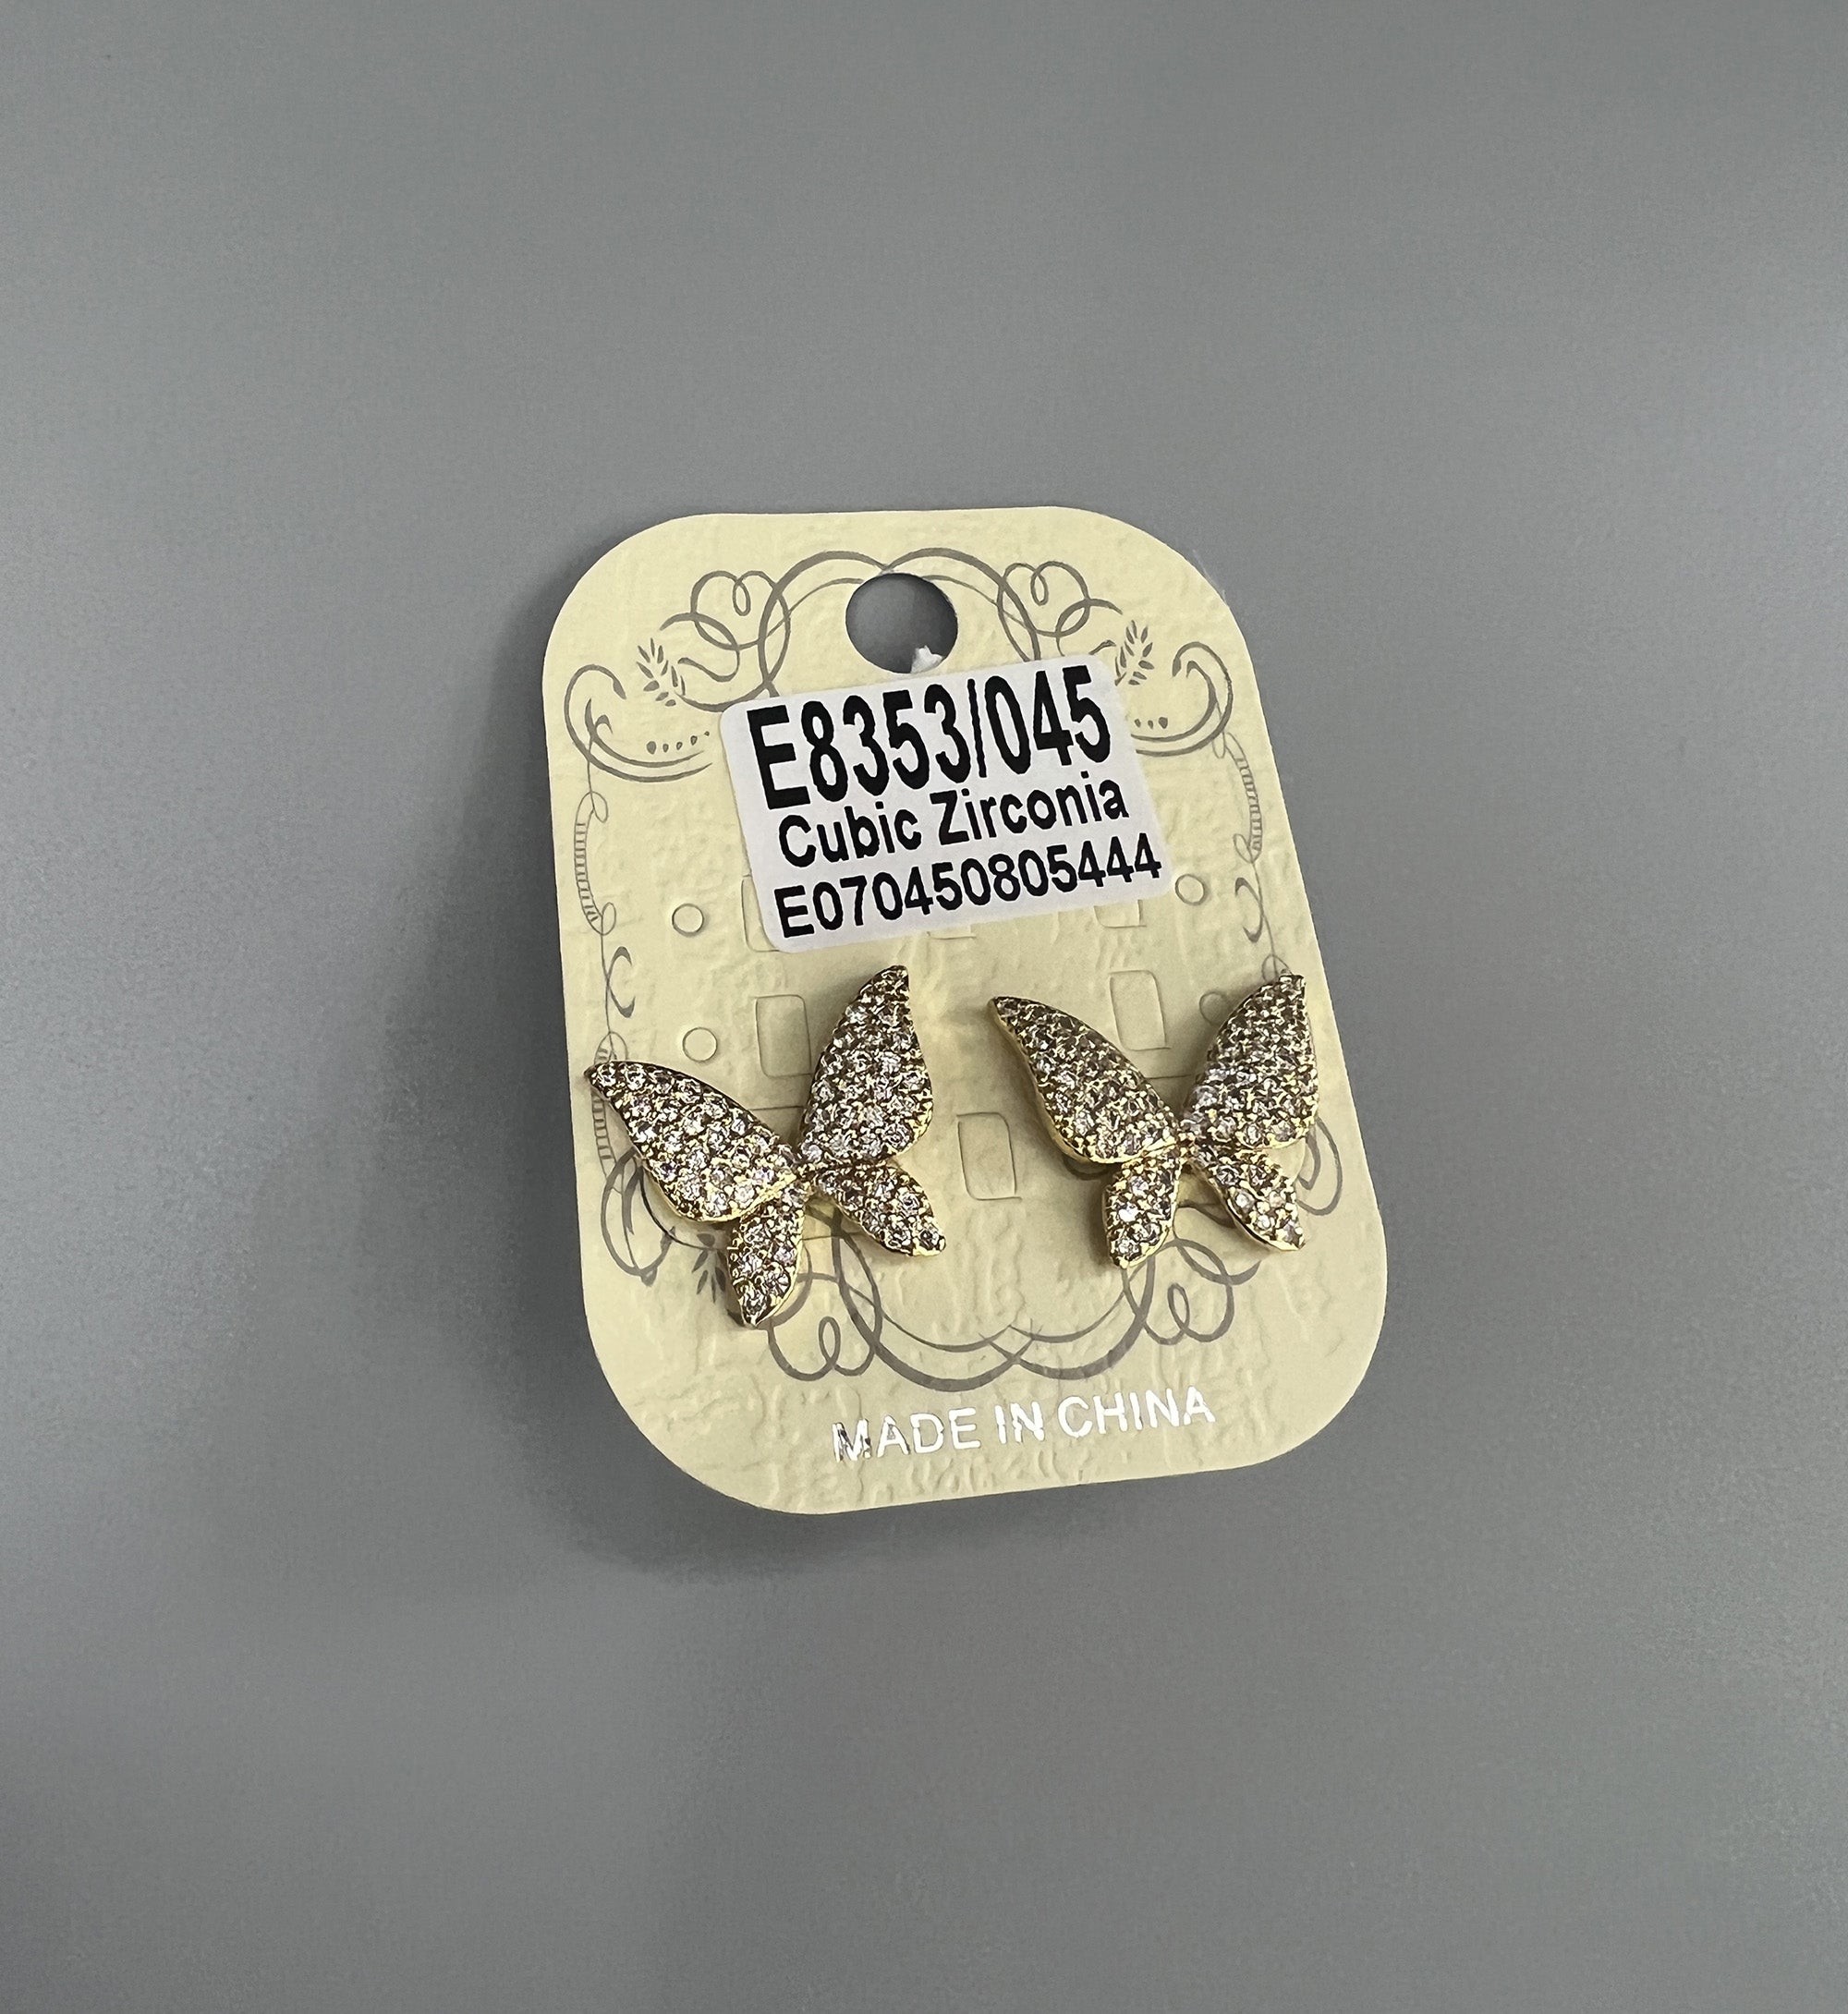 E8353/045
Cubic Zirconia
E070450805444
MADE IN CHINA